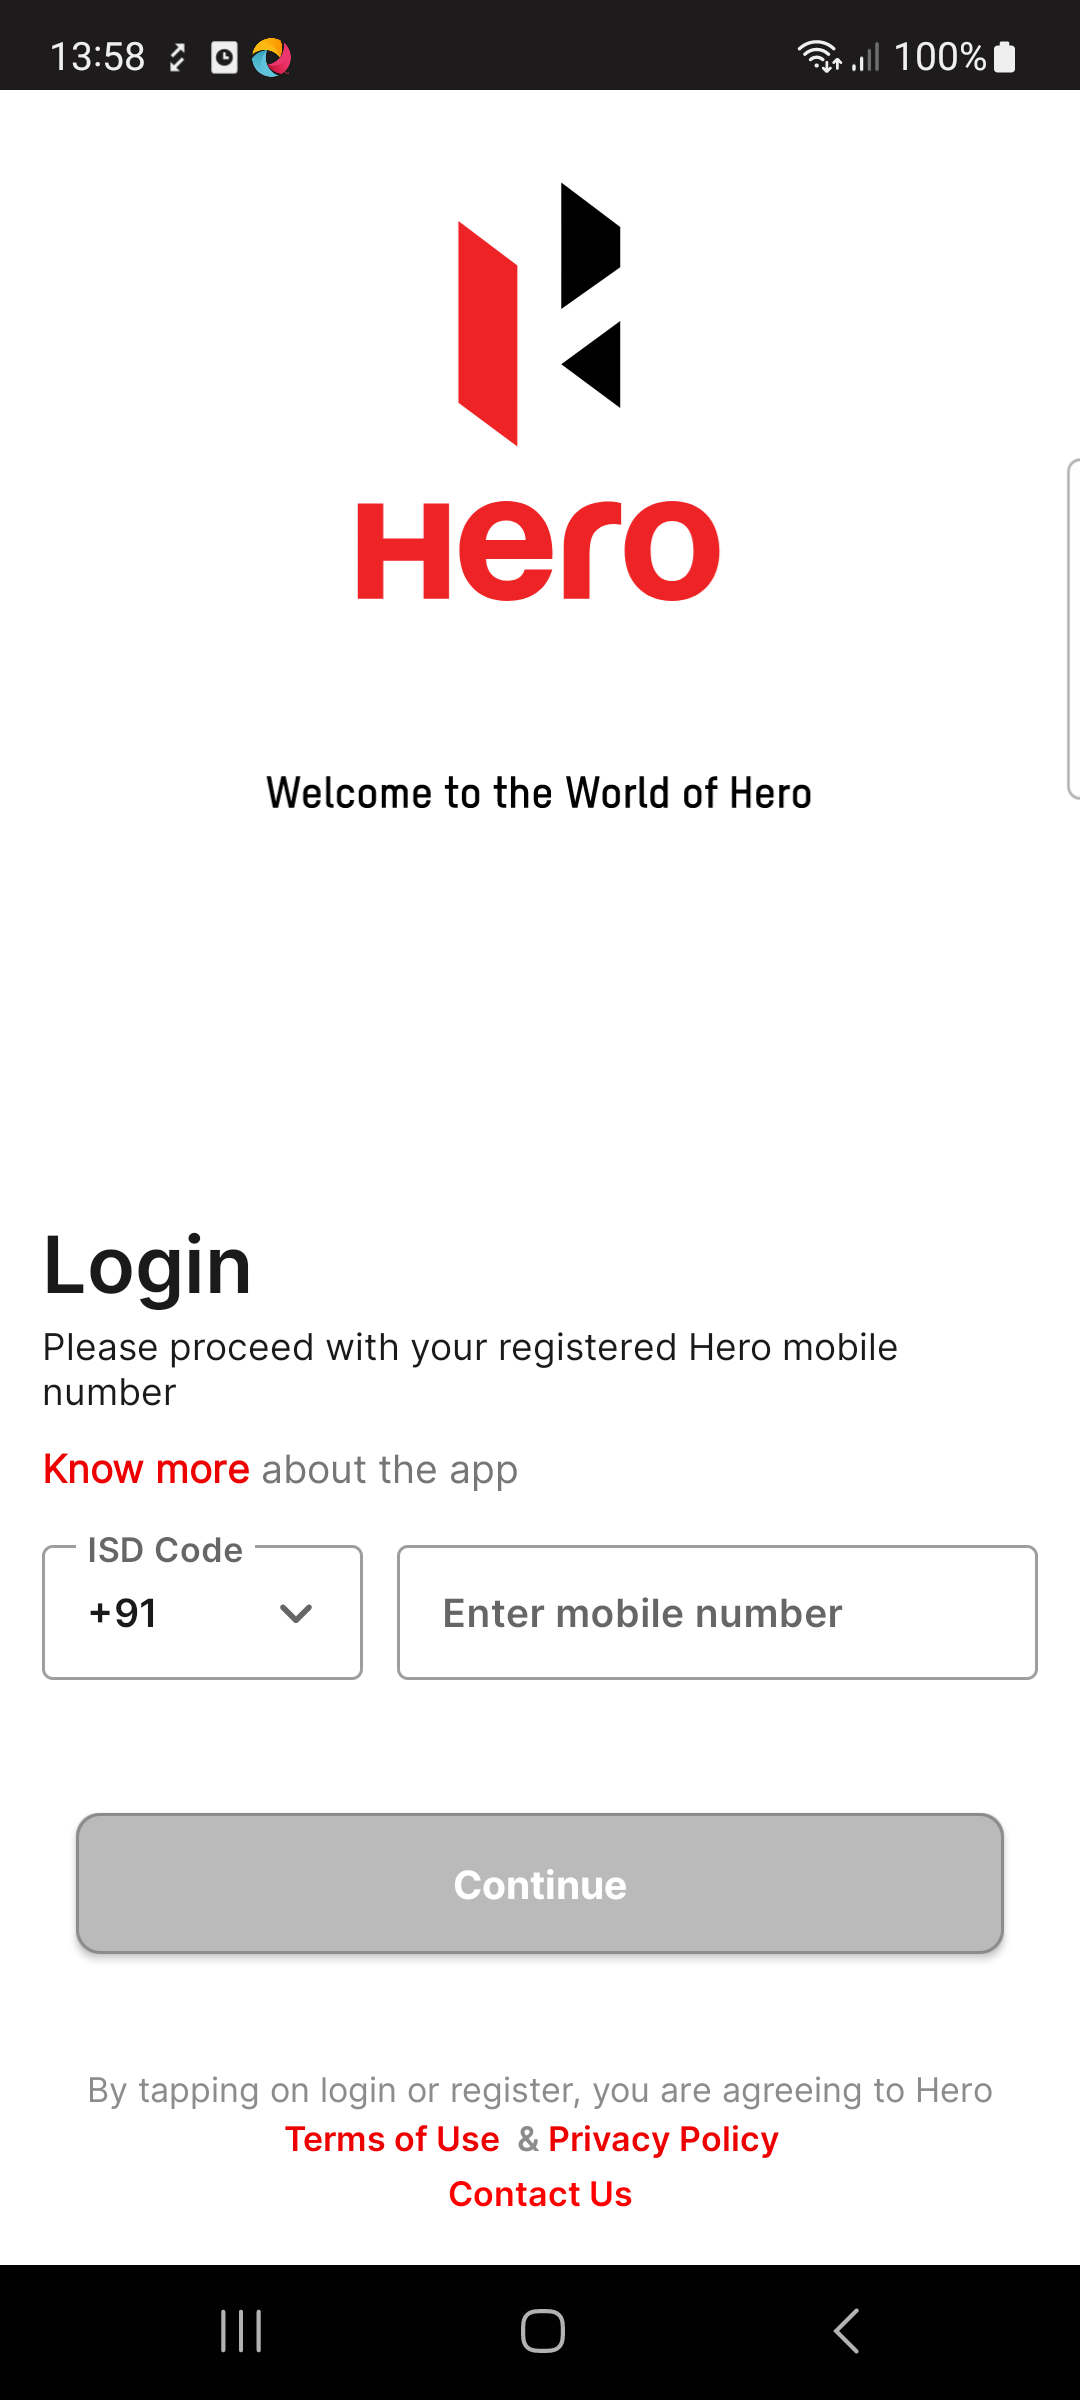 13:58
100%
Hero
Welcome to the World of Hero
Login
Please proceed with your registered Hero mobile
number
Know more about the app
ISD Code
+91
Enter mobile number
Continue
By tapping on login or register, you are agreeing to Hero
Terms of Use & Privacy Policy
Contact Us